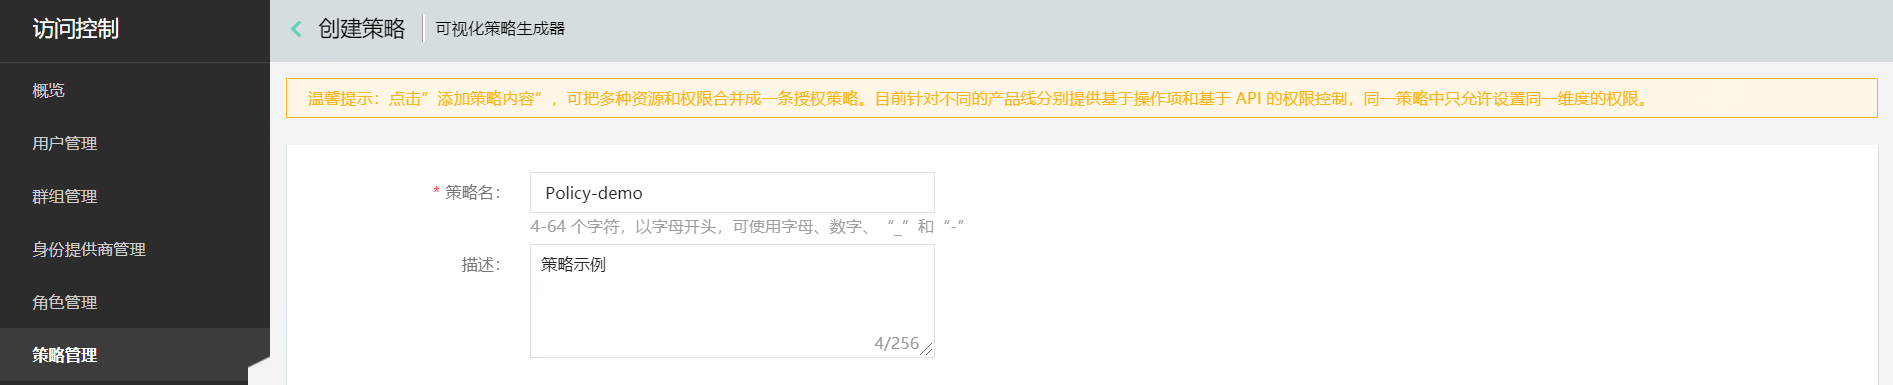 访问控制
概览
用户管理
群组管理
身份提供商管理
角色管理
策略管理
创建策略 可视化策略生成器
温馨提示：点击”添加策略内容”，可把多种资源和权限合并成一条授权策略。目前针对不同的产品线分别提供基于操作项和基于 API 的权限控制，同一策略中只允许设置同一维度的权限。
* 策略名： Policy-demo
4-64 个字符，以字母开头，可使用字母、数字、“_”和“-”
描述： 策略示例
4/256